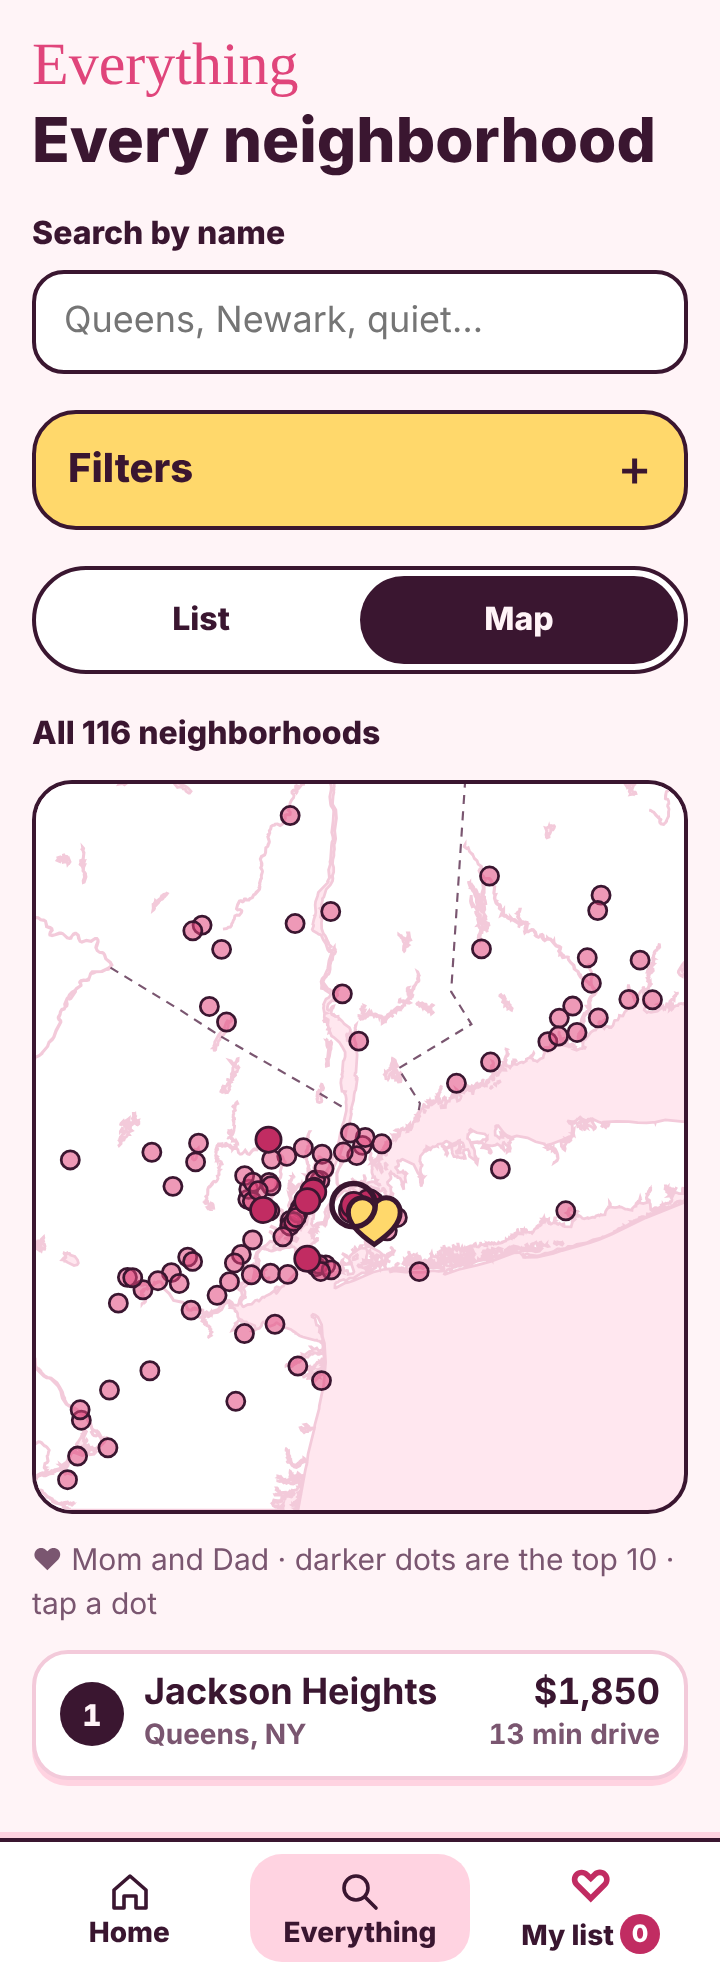 Everything
Every neighborhood
Search by name
Queens, Newark, quiet...
Filters +
List Map
All 116 neighborhoods
♥ Mom and Dad · darker dots are the top 10 ·
tap a dot
1 Jackson Heights $1,850
Queens, NY 13 min drive
Home Everything My list 0